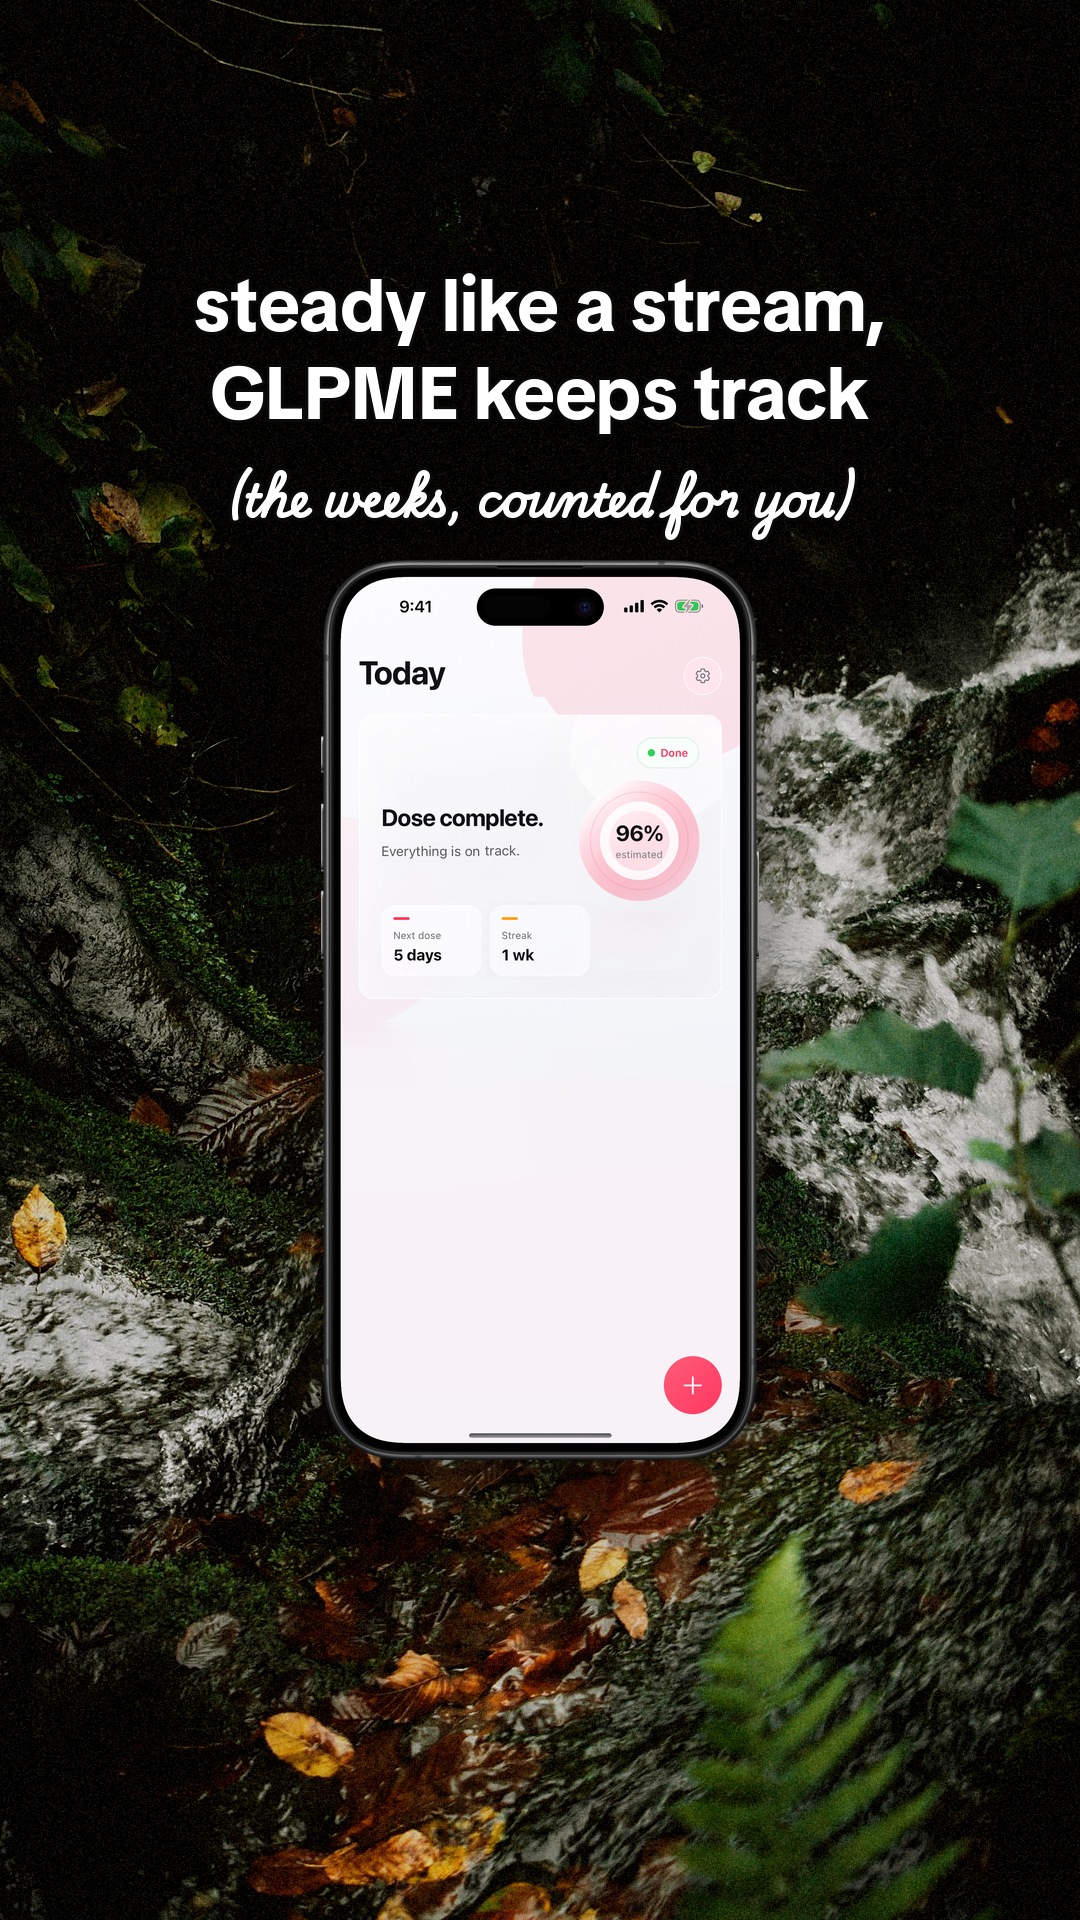 steady like a stream,
GLPME keeps track
(the weeks, counted for you)
9:41
Today
Done
Dose complete.
Everything is on track.
96%
estimated
Next dose
5 days
Streak
1 wk